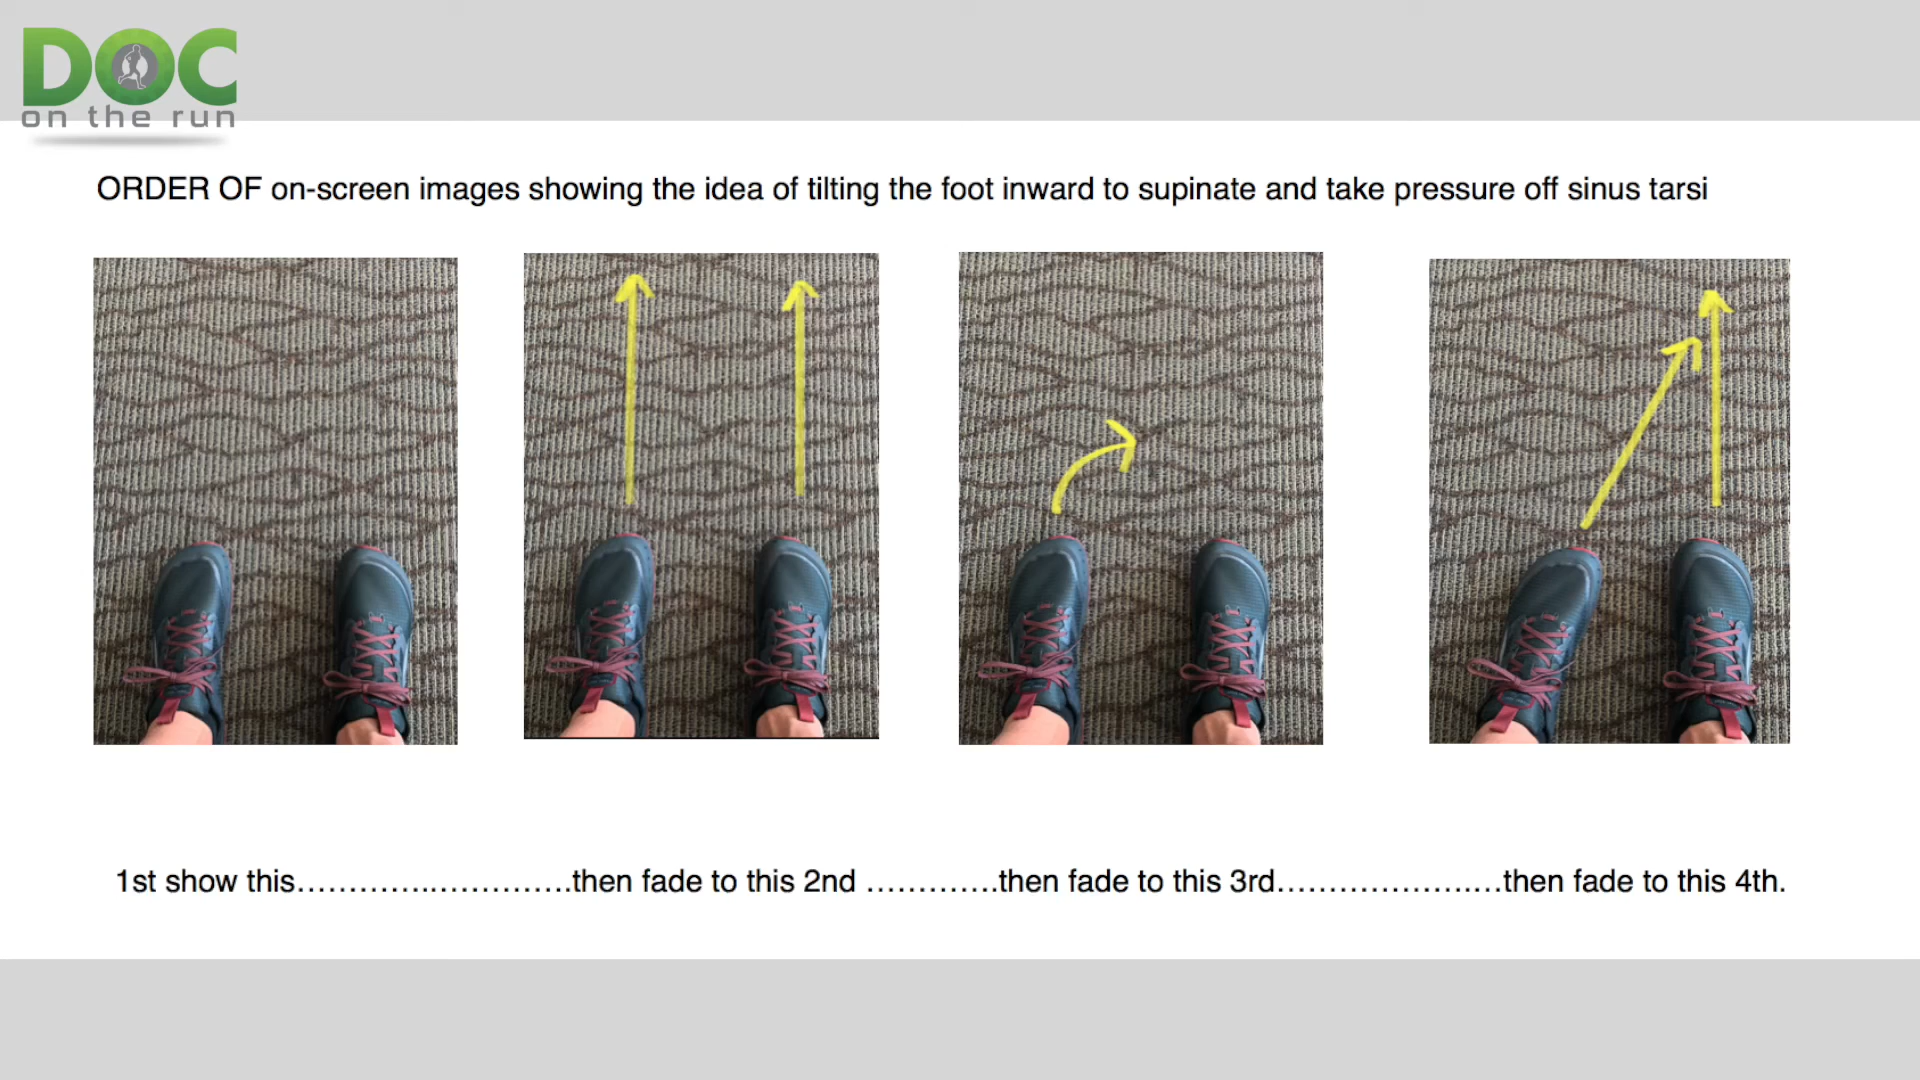 DOC
on the run
ORDER OF on-screen images showing the idea of tilting the foot inward to supinate and take pressure off sinus tarsi
1st show this……………………….then fade to this 2nd ………….then fade to this 3rd…………………..then fade to this 4th.